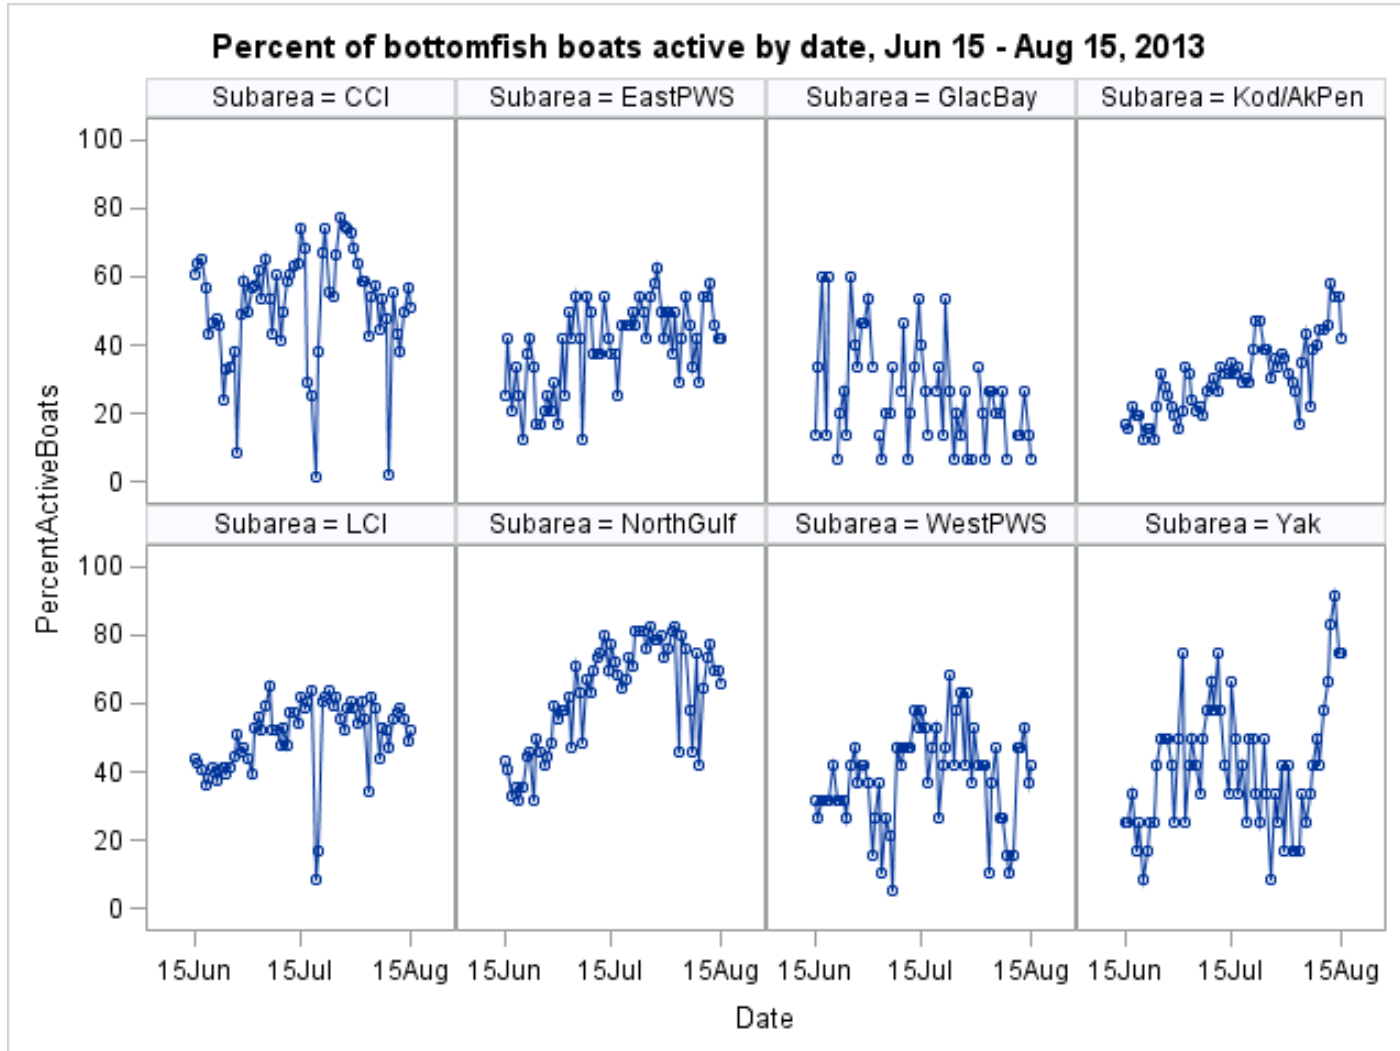 Percent of bottomfish boats active by date, Jun 15 - Aug 15, 2013
Subarea = CCI
Subarea = EastPWS
Subarea = GlacBay
Subarea = Kod/AkPen
100
80
60
40
20
0
Subarea = LCI
Subarea = NorthGulf
Subarea = WestPWS
Subarea = Yak
100
80
60
40
20
0
PercentActiveBoats
15Jun 15Jul 15Aug 15Jun 15Jul 15Aug 15Jun 15Jul 15Aug 15Jun 15Jul 15Aug
Date